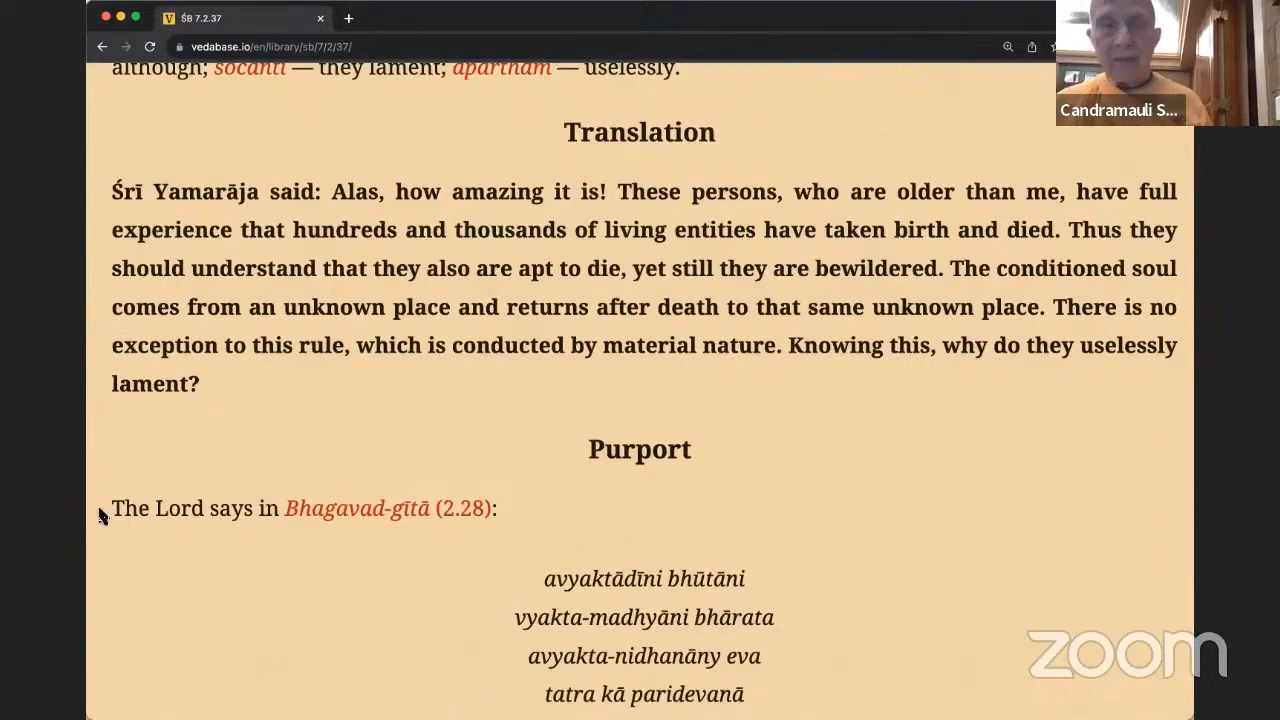 ŚB 7.2.37
vedabase.io/en/library/sb/7/2/37/
Candramauli S...
although; śocanti — they lament; apārtham — uselessly.
Translation
Śrī Yamarāja said: Alas, how amazing it is! These persons, who are older than me, have full
experience that hundreds and thousands of living entities have taken birth and died. Thus they
should understand that they also are apt to die, yet still they are bewildered. The conditioned soul
comes from an unknown place and returns after death to that same unknown place. There is no
exception to this rule, which is conducted by material nature. Knowing this, why do they uselessly
lament?
Purport
The Lord says in Bhagavad-gītā (2.28):
avyaktādīni bhūtāni
vyakta-madhyāni bhārata
avyakta-nidhanāny eva
tatra kā paridevanā
zoom